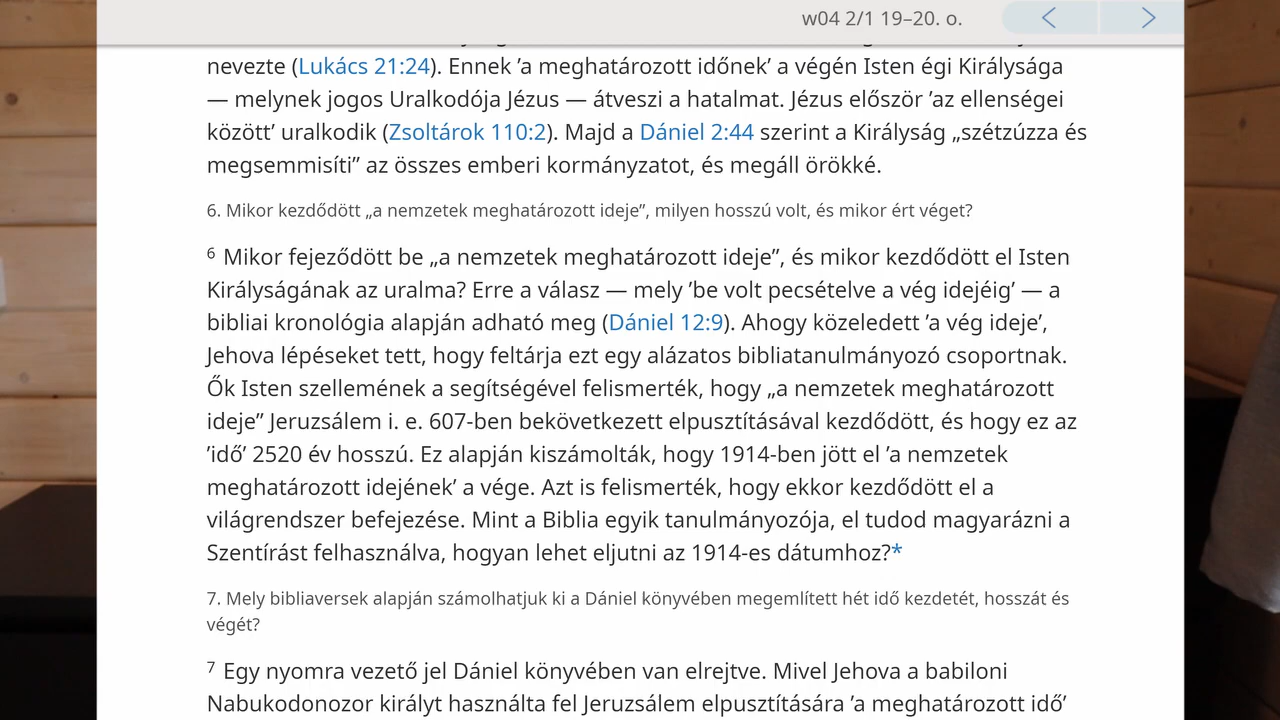 w04 2/1 19–20. o.
nevezte (Lukács 21:24). Ennek ’a meghatározott időnek’ a végén Isten égi Királysága
— melynek jogos Uralkodója Jézus — átveszi a hatalmat. Jézus először ’az ellenségei
között’ uralkodik (Zsoltárok 110:2). Majd a Dániel 2:44 szerint a Királyság „szétzúzza és
megsemmisíti” az összes emberi kormányzatot, és megáll örökké.
6. Mikor kezdődött „a nemzetek meghatározott ideje”, milyen hosszú volt, és mikor ért véget?
6 Mikor fejeződött be „a nemzetek meghatározott ideje”, és mikor kezdődött el Isten
Királyságának az uralma? Erre a válasz — mely ’be volt pecsételve a vég idejéig’ — a
bibliai kronológia alapján adható meg (Dániel 12:9). Ahogy közeledett ’a vég ideje’,
Jehova lépéseket tett, hogy feltárja ezt egy alázatos bibliatanulmányozó csoportnak.
Ők Isten szellemének a segítségével felismerték, hogy „a nemzetek meghatározott
ideje” Jeruzsálem i. e. 607-ben bekövetkezett elpusztításával kezdődött, és hogy ez az
’idő’ 2520 év hosszú. Ez alapján kiszámolták, hogy 1914-ben jött el ’a nemzetek
meghatározott idejének’ a vége. Azt is felismerték, hogy ekkor kezdődött el a
világrendszer befejezése. Mint a Biblia egyik tanulmányozója, el tudod magyarázni a
Szentírást felhasználva, hogyan lehet eljutni az 1914-es dátumhoz?*
7. Mely bibliaversek alapján számolhatjuk ki a Dániel könyvében megemlített hét idő kezdetét, hosszát és
végét?
7 Egy nyomra vezető jel Dániel könyvében van elrejtve. Mivel Jehova a babiloni
Nabukodonozor királyt használta fel Jeruzsálem elpusztítására ’a meghatározott idő’